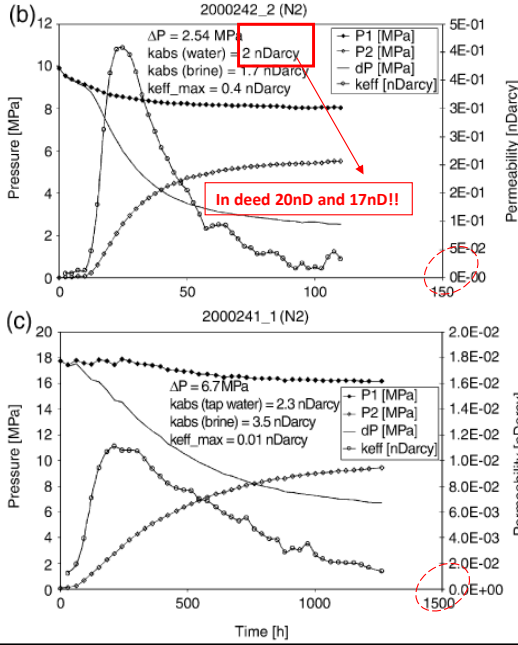 (b)
2000242_2 (N2)
ΔP = 2.54 MPa
kabs (water) = 2 nDarcy
kabs (brine) = 1.7 nDarcy
keff_max = 0.4 nDarcy
P1 [MPa]
P2 [MPa]
dP [MPa]
keff [nDarcy]
12
10
8
6
4
2
0
Pressure [MPa]
5E-01
4E-01
4E-01
3E-01
3E-01
2E-01
2E-01
1E-01
1E-01
5E-02
0E+00
Permeability [nDarcy]
In deed 20nD and 17nD!!
0
50
100
150
(c)
2000241_1 (N2)
ΔP = 6.7 MPa
kabs (tap water) = 2.3 nDarcy
kabs (brine) = 3.5 nDarcy
keff_max = 0.01 nDarcy
P1 [MPa]
P2 [MPa]
dP [MPa]
keff [nDarcy]
20
18
16
14
12
10
8
6
4
2
0
Pressure [MPa]
2.0E-02
1.8E-02
1.6E-02
1.4E-02
1.2E-02
1.0E-02
8.0E-03
6.0E-03
4.0E-03
2.0E-03
0.0E+00
Permeability [nDarcy]
0
500
1000
1500
Time [h]